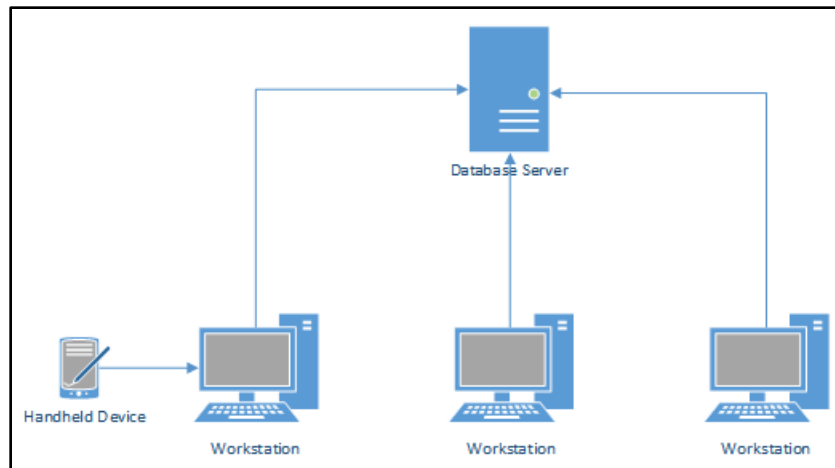 Database Server
Handheld Device
Workstation
Workstation
Workstation